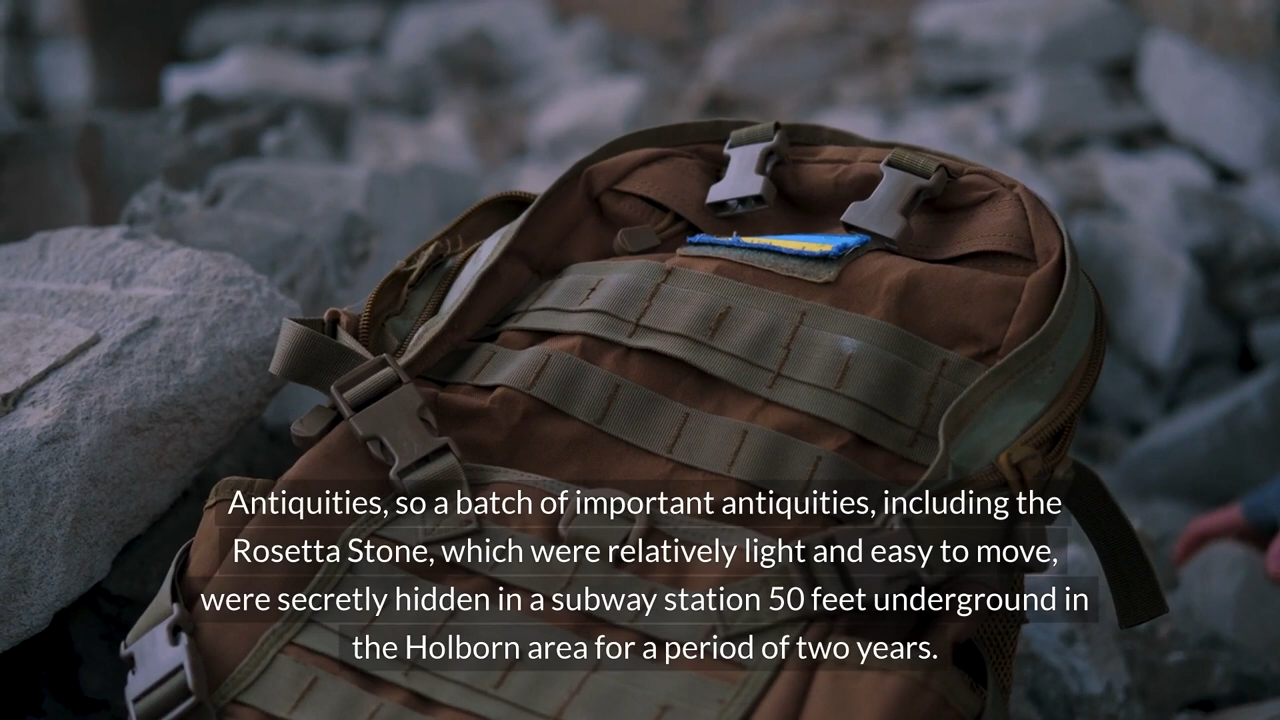 Antiquities, so a batch of important antiquities, including the
Rosetta Stone, which were relatively light and easy to move,
were secretly hidden in a subway station 50 feet underground in
the Holborn area for a period of two years.